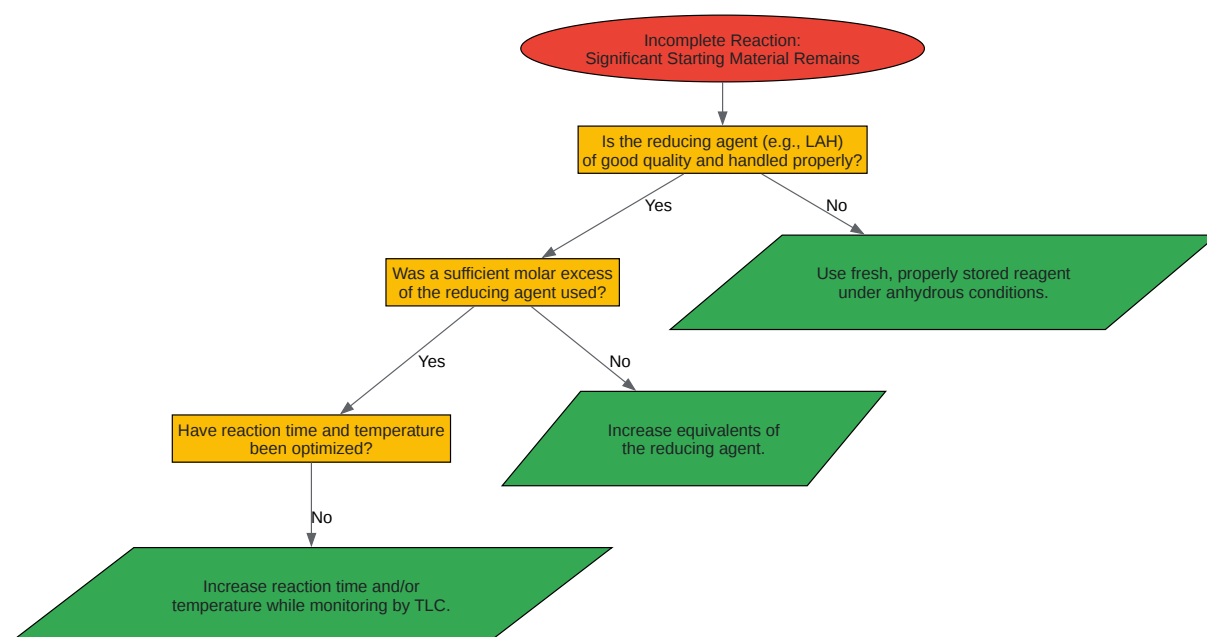 Incomplete Reaction:
Significant Starting Material Remains
Is the reducing agent (e.g., LAH)
of good quality and handled properly?
Yes
No
Was a sufficient molar excess
of the reducing agent used?
Use fresh, properly stored reagent
under anhydrous conditions.
Yes
No
Have reaction time and temperature
been optimized?
Increase equivalents of
the reducing agent.
No
Increase reaction time and/or
temperature while monitoring by TLC.